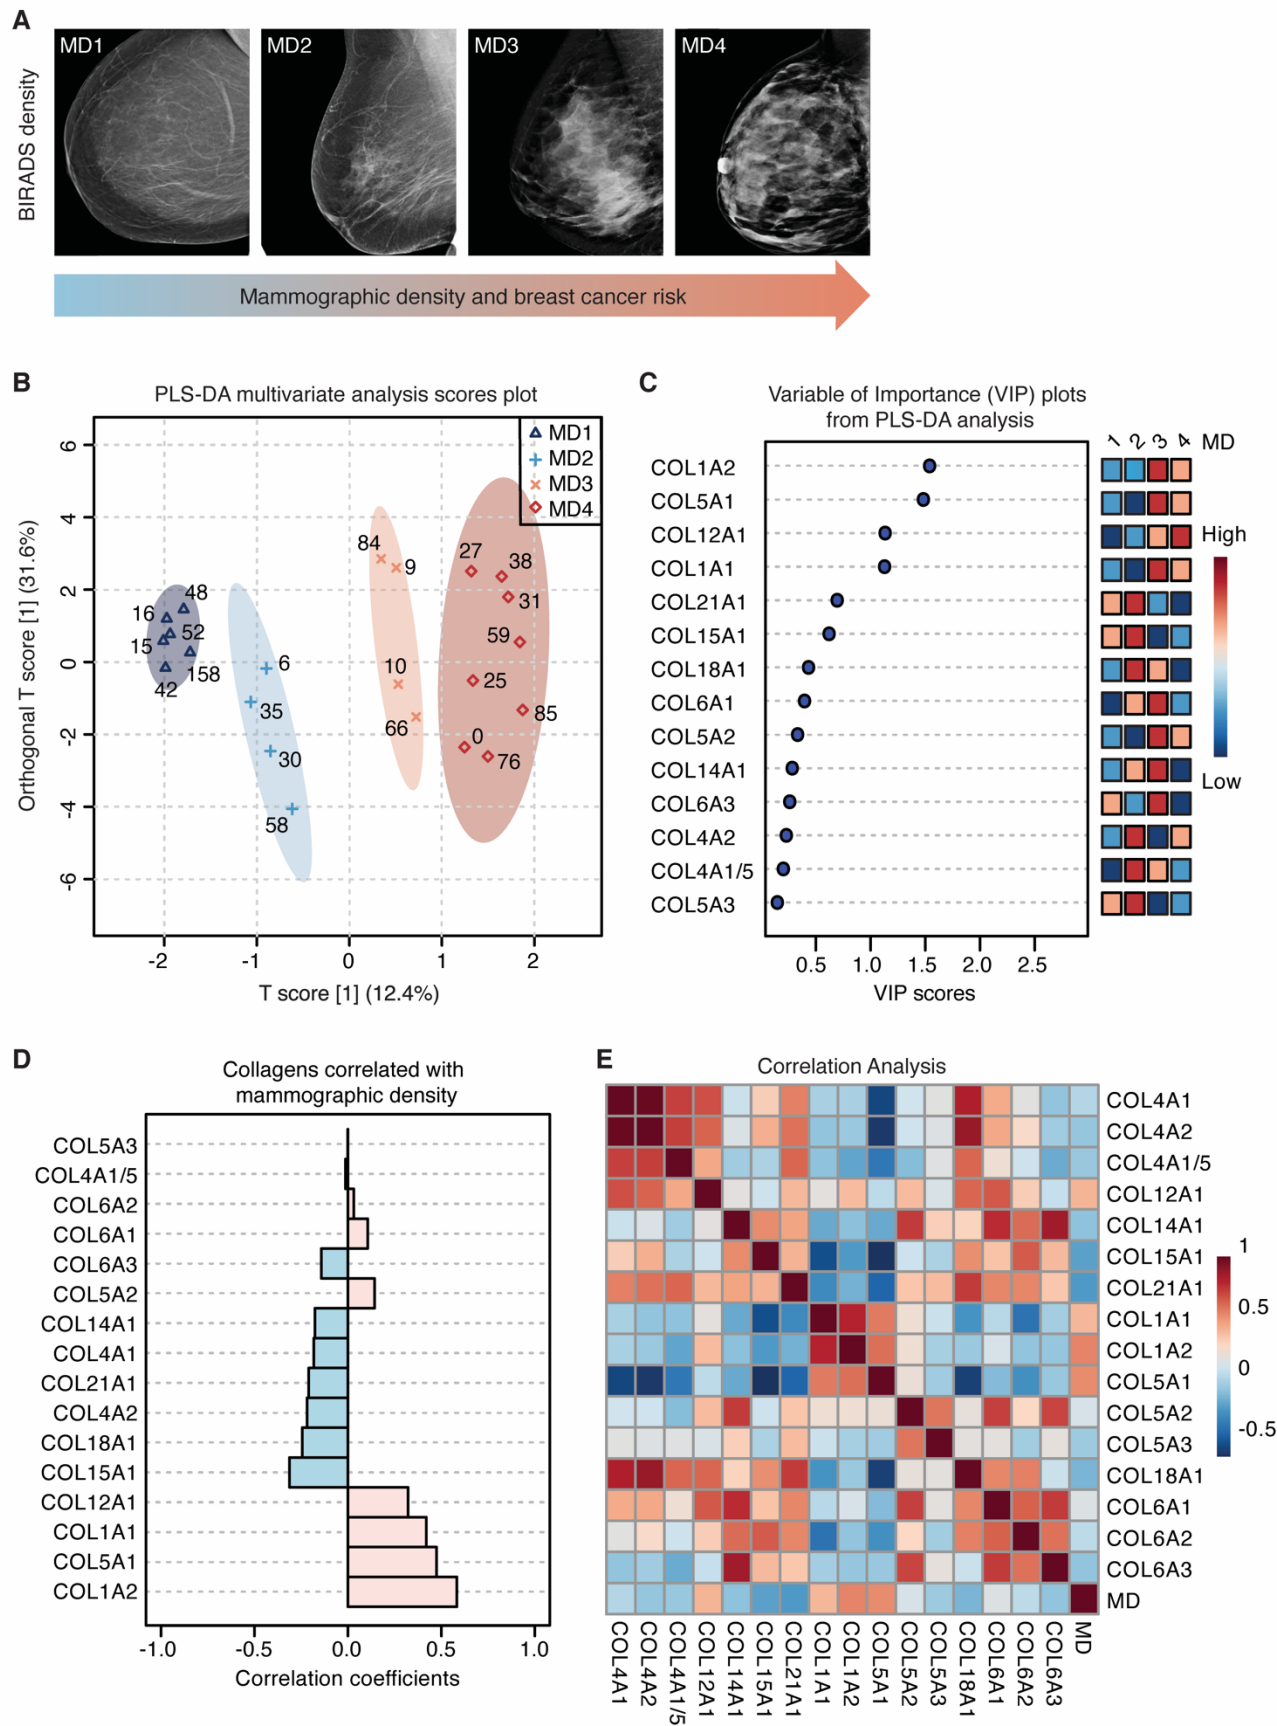 A
MD1
MD2
MD3
MD4
BIRADS density
Mammographic density and breast cancer risk
B
PLS-DA multivariate analysis scores plot
MD1
MD2
MD3
MD4
6
4
2
0
-2
-4
-6
Orthogonal T score [1] (31.6%)
48
16
52
15
158
42
6
35
30
58
84
9
10
66
27
38
31
59
25
85
0
76
-2
-1
0
1
2
T score [1] (12.4%)
C
Variable of Importance (VIP) plots
from PLS-DA analysis
1 2 3 4 MD
COL1A2
COL5A1
COL12A1
COL1A1
COL21A1
COL15A1
COL18A1
COL6A1
COL5A2
COL14A1
COL6A3
COL4A2
COL4A1/5
COL5A3
High
Low
0.5 1.0 1.5 2.0 2.5
VIP scores
D
Collagens correlated with
mammographic density
COL5A3
COL4A1/5
COL6A2
COL6A1
COL6A3
COL5A2
COL14A1
COL4A1
COL21A1
COL4A2
COL18A1
COL15A1
COL12A1
COL1A1
COL5A1
COL1A2
-1.0 -0.5 0.0 0.5 1.0
Correlation coefficients
E
Correlation Analysis
COL4A1
COL4A2
COL4A1/5
COL12A1
COL14A1
COL15A1
COL21A1
COL1A1
COL1A2
COL5A1
COL5A2
COL5A3
COL18A1
COL6A1
COL6A2
COL6A3
MD
1
0.5
0
-0.5
COL4A1
COL4A2
COL4A1/5
COL12A1
COL14A1
COL15A1
COL21A1
COL1A1
COL1A2
COL5A1
COL5A2
COL5A3
COL18A1
COL6A1
COL6A2
COL6A3
MD